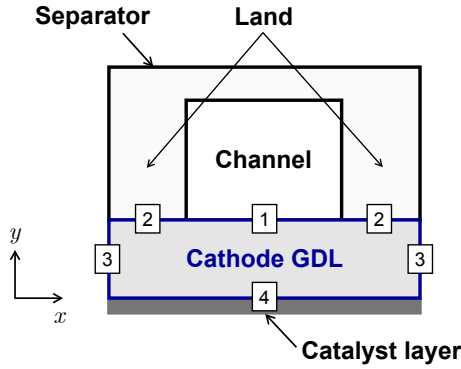 Separator
Land
Channel
2
1
2
3
Cathode GDL
3
y
4
x
Catalyst layer